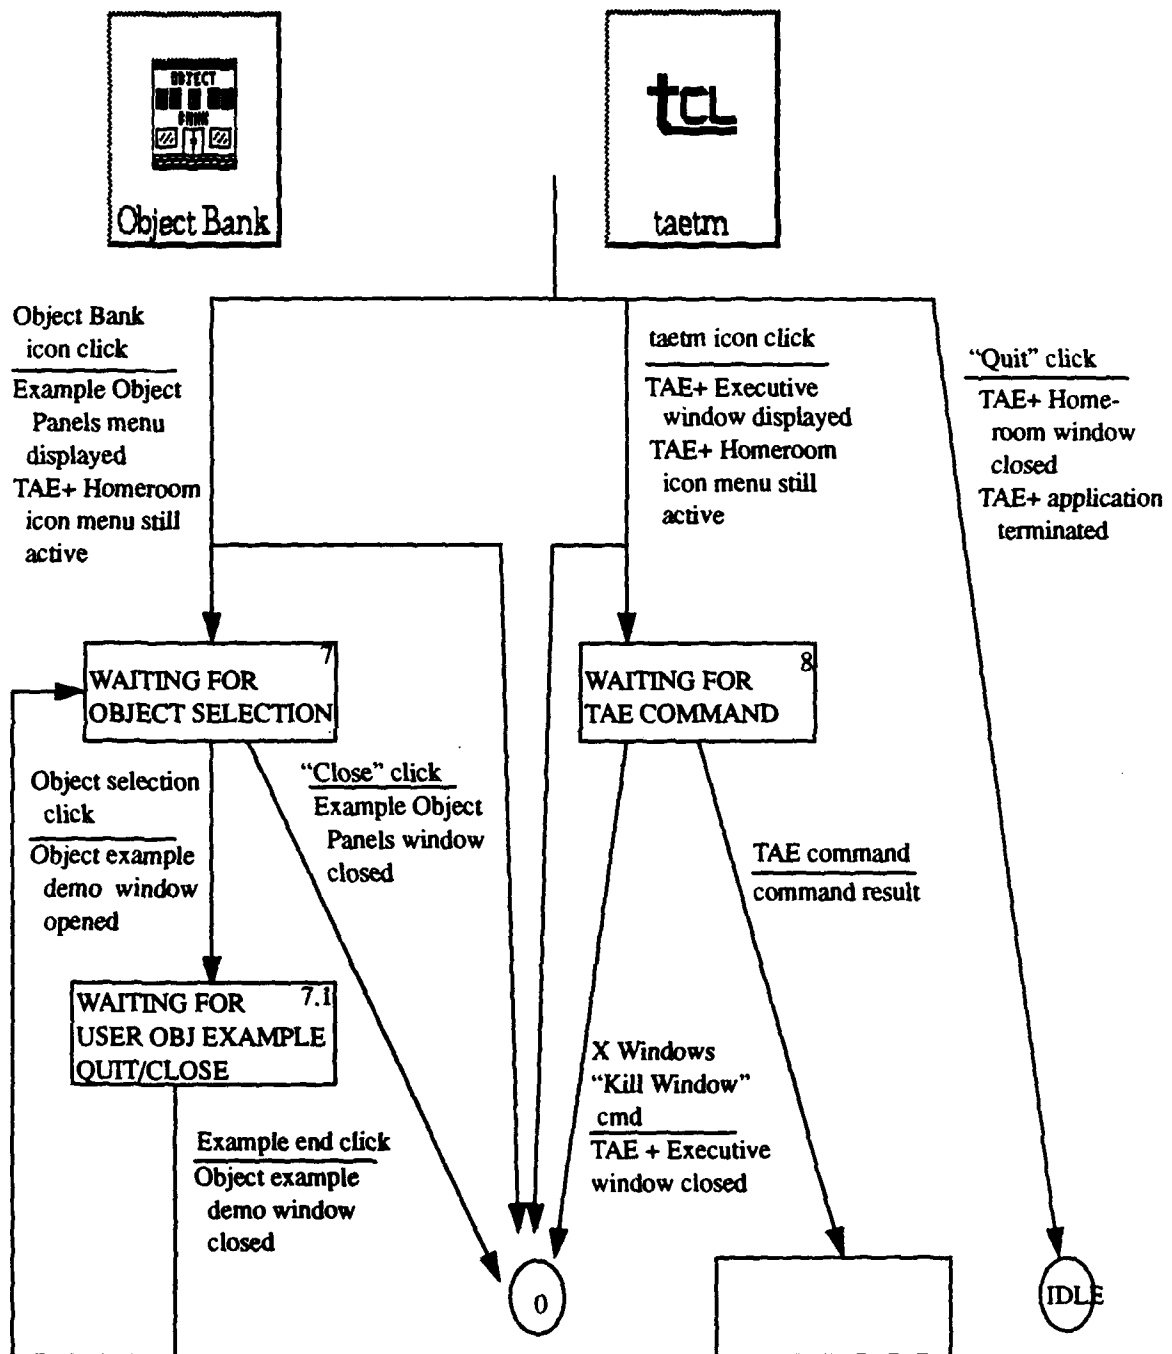 OBJECT
BANK
Object Bank
tCL
taetm
Object Bank
icon click
Example Object
Panels menu
displayed
TAE+ Homeroom
icon menu still
active
taetm icon click
TAE+ Executive
window displayed
TAE+ Homeroom
icon menu still
active
"Quit" click
TAE+ Home-
room window
closed
TAE+ application
terminated
7
WAITING FOR
OBJECT SELECTION
8
WAITING FOR
TAE COMMAND
Object selection
click
Object example
demo window
opened
"Close" click
Example Object
Panels window
closed
TAE command
command result
7.1
WAITING FOR
USER OBJ EXAMPLE
QUIT/CLOSE
X Windows
"Kill Window"
cmd
TAE + Executive
window closed
Example end click
Object example
demo window
closed
0
IDLE